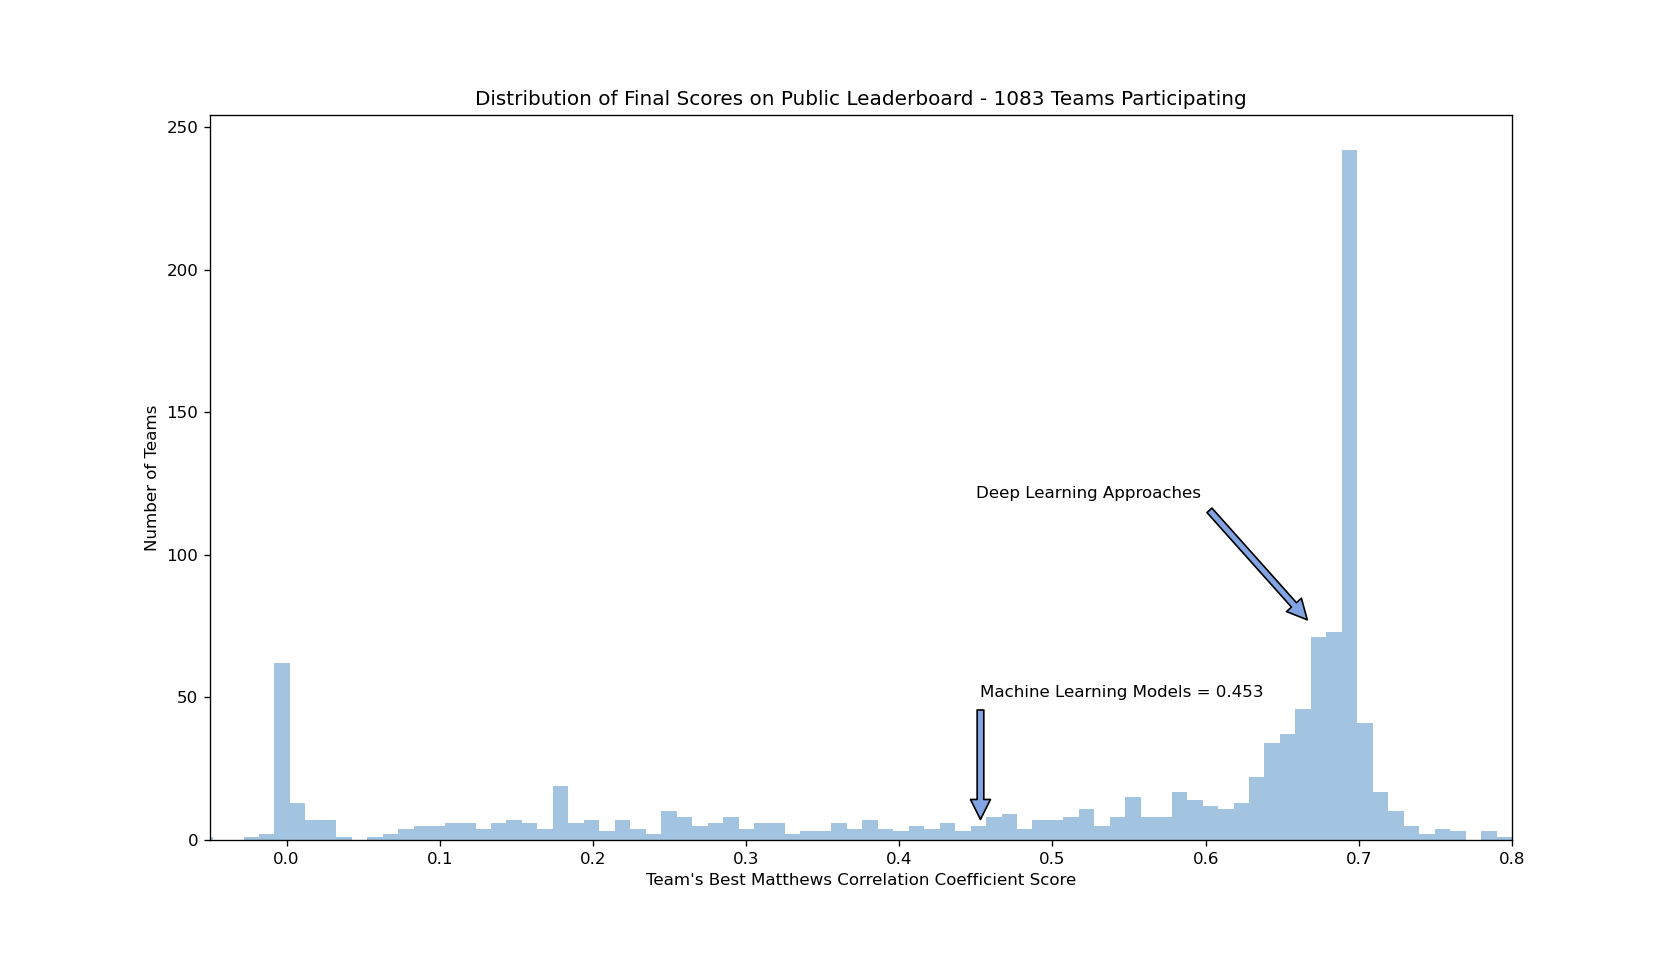 Distribution of Final Scores on Public Leaderboard - 1083 Teams Participating
250
200
150
100
50
0
Number of Teams
Deep Learning Approaches
Machine Learning Models = 0.453
0.0 0.1 0.2 0.3 0.4 0.5 0.6 0.7 0.8
Team's Best Matthews Correlation Coefficient Score